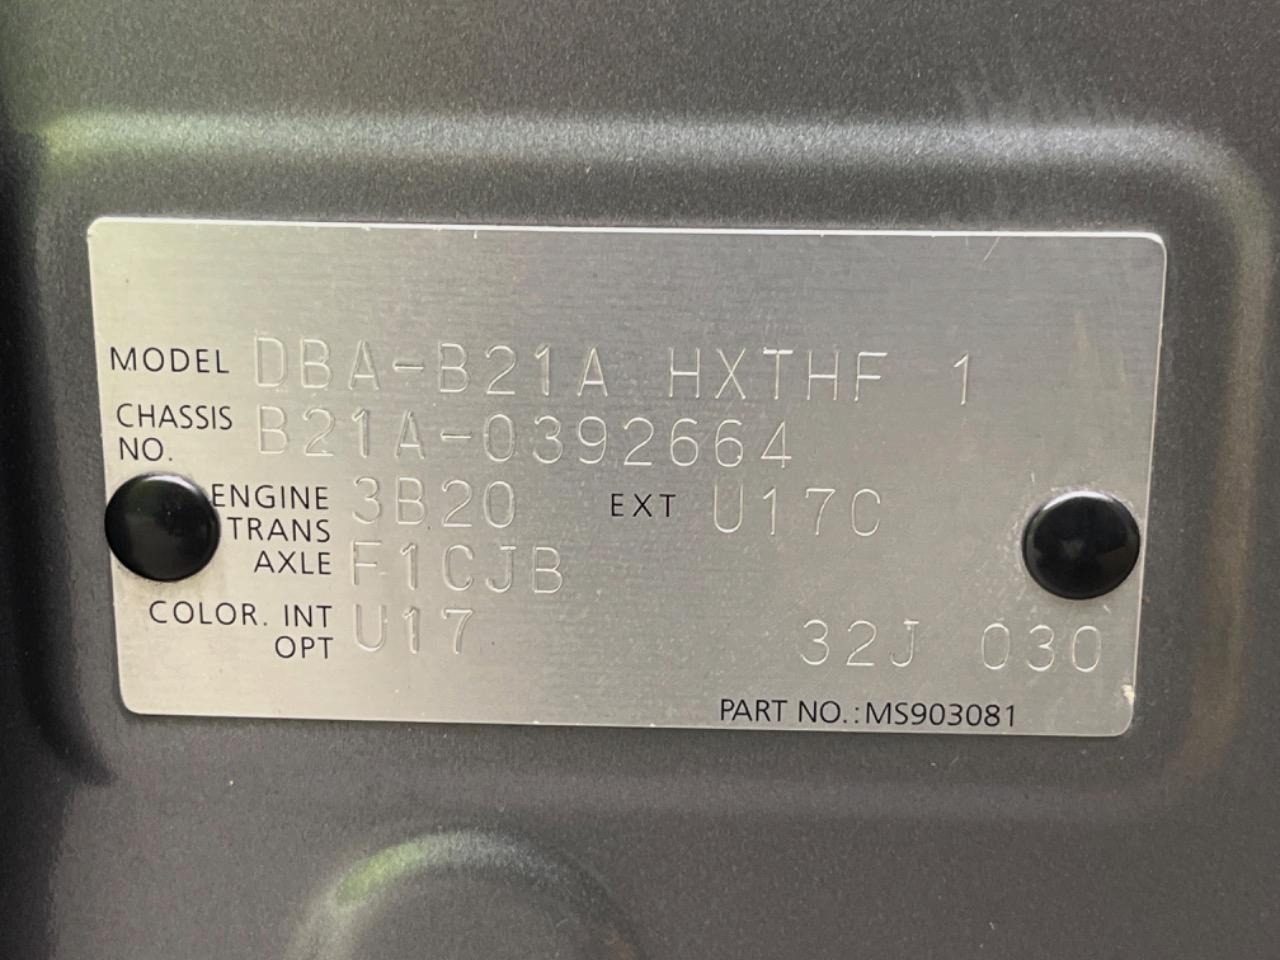 MODEL DBA-B21A HXTHF 1
CHASSIS NO. B21A-0392664
ENGINE 3B20 EXT U17C
TRANS AXLE F1CJB
COLOR. INT OPT U17 32J 030
PART NO.: MS903081